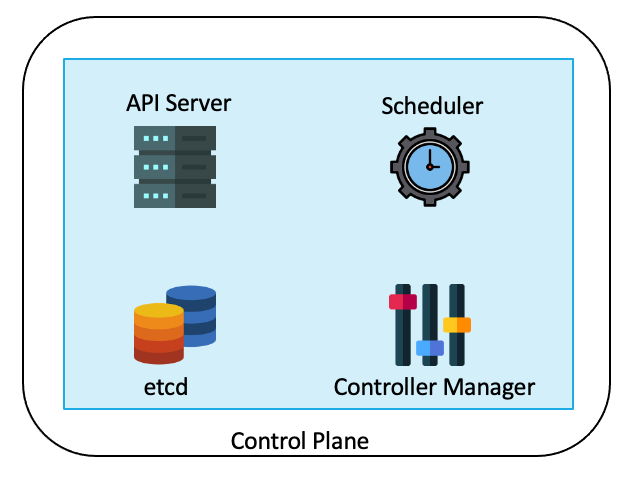 API Server
Scheduler
etcd
Controller Manager
Control Plane